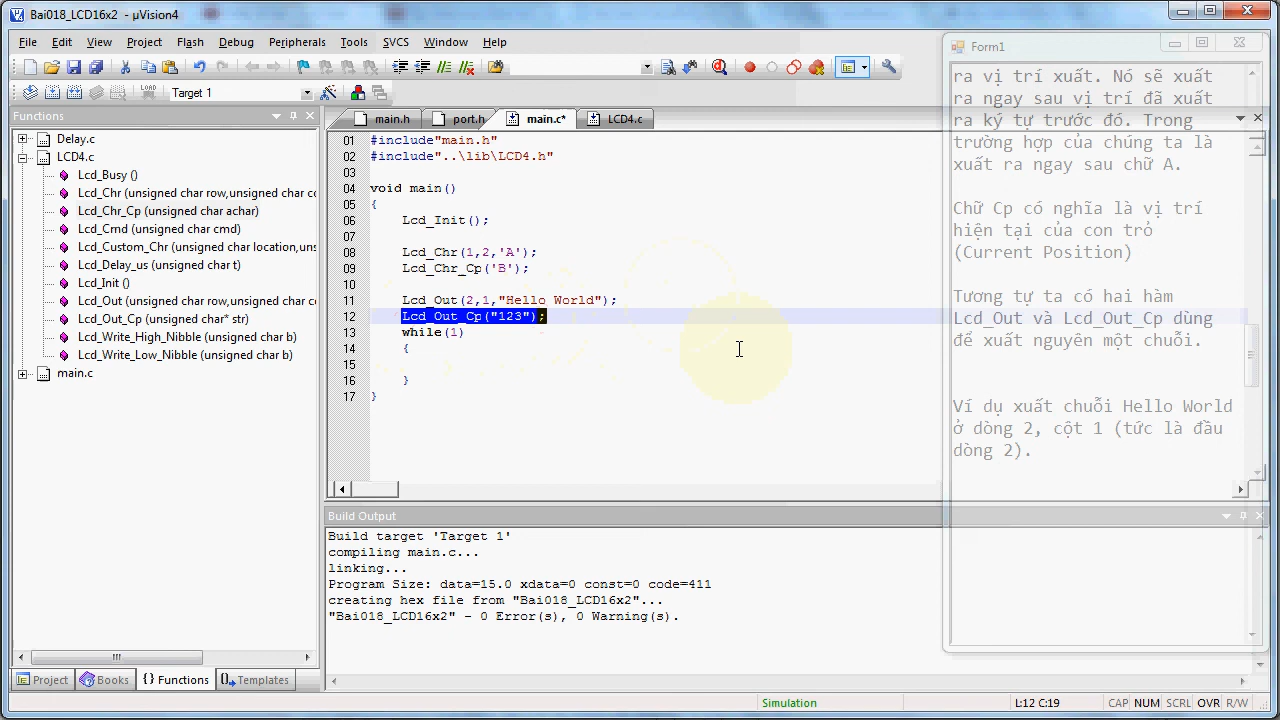 Bai018_LCD16x2 - µVision4
File Edit View Project Flash Debug Peripherals Tools SVCS Window Help
Form1
LOAD Target 1
Functions
main.h port.h main.c* LCD4.c
Delay.c
LCD4.c
Lcd_Busy ()
Lcd_Chr (unsigned char row,unsigned char co
Lcd_Chr_Cp (unsigned char achar)
Lcd_Cmd (unsigned char cmd)
Lcd_Custom_Chr (unsigned char location,uns
Lcd_Delay_us (unsigned char t)
Lcd_Init ()
Lcd_Out (unsigned char row,unsigned char co
Lcd_Out_Cp (unsigned char* str)
Lcd_Write_High_Nibble (unsigned char b)
Lcd_Write_Low_Nibble (unsigned char b)
main.c
Project Books {} Functions Templates
01 #include"main.h"
02 #include"..\lib\LCD4.h"
03
04 void main()
05 {
06 Lcd_Init();
07
08 Lcd_Chr(1,2,'A');
09 Lcd_Chr_Cp('B');
10
11 Lcd_Out(2,1,"Hello World");
12 Lcd_Out_Cp("123");
13 while(1)
14 {
15
16 }
17 }
ra vị trí xuất. Nó sẽ xuất
ra ngay sau vị trí đã xuất
ra ký tự trước đó. Trong
trường hợp của chúng ta là
xuất ra ngay sau chữ A.
Chữ Cp có nghĩa là vị trí
hiện tại của con trỏ
(Current Position)
Tương tự ta có hai hàm
Lcd_Out và Lcd_Out_Cp dùng
để xuất nguyên một chuỗi.
Ví dụ xuất chuỗi Hello World
ở dòng 2, cột 1 (tức là đầu
dòng 2).
Build Output
Build target 'Target 1'
compiling main.c...
linking...
Program Size: data=15.0 xdata=0 const=0 code=411
creating hex file from "Bai018_LCD16x2"...
"Bai018_LCD16x2" - 0 Error(s), 0 Warning(s).
Simulation L:12 C:19 CAP NUM SCRL OVR R/W